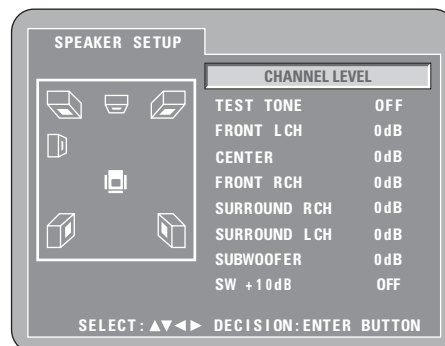 SPEAKER SETUP
CHANNEL LEVEL
TEST TONE OFF
FRONT LCH 0dB
CENTER 0dB
FRONT RCH 0dB
SURROUND RCH 0dB
SURROUND LCH 0dB
SUBWOOFER 0dB
SW +10dB OFF
SELECT:▲▼◀▶ DECISION:ENTER BUTTON